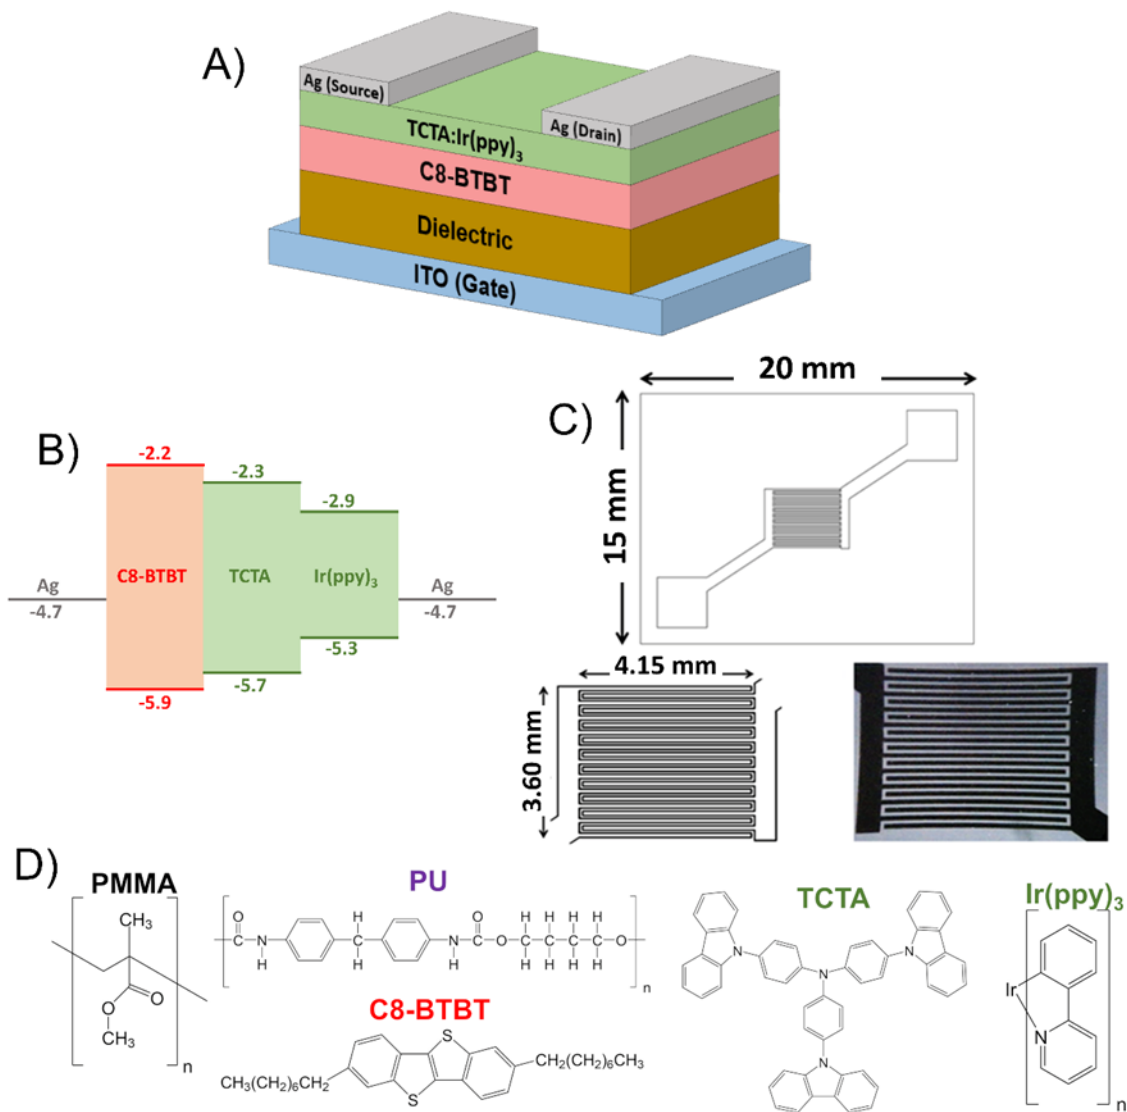 A)
Ag (Source)
Ag (Drain)
TCTA:Ir(ppy)₃
C8-BTBT
Dielectric
ITO (Gate)
B)
-2.2
-2.3
-2.9
C8-BTBT
TCTA
Ir(ppy)₃
Ag
-4.7
Ag
-4.7
-5.3
-5.7
-5.9
C)
20 mm
15 mm
4.15 mm
3.60 mm
D)
PMMA
CH₃
O
O
CH₃
n
PU
O
C
N
H
H
C
H
N
H
O
C
O
H H H H
C C C C
H H H H
O
n
C8-BTBT
S
S
CH₃(CH₂)₆CH₂
CH₂(CH₂)₆CH₃
TCTA
N
N
N
N
Ir(ppy)₃
Ir
N
n